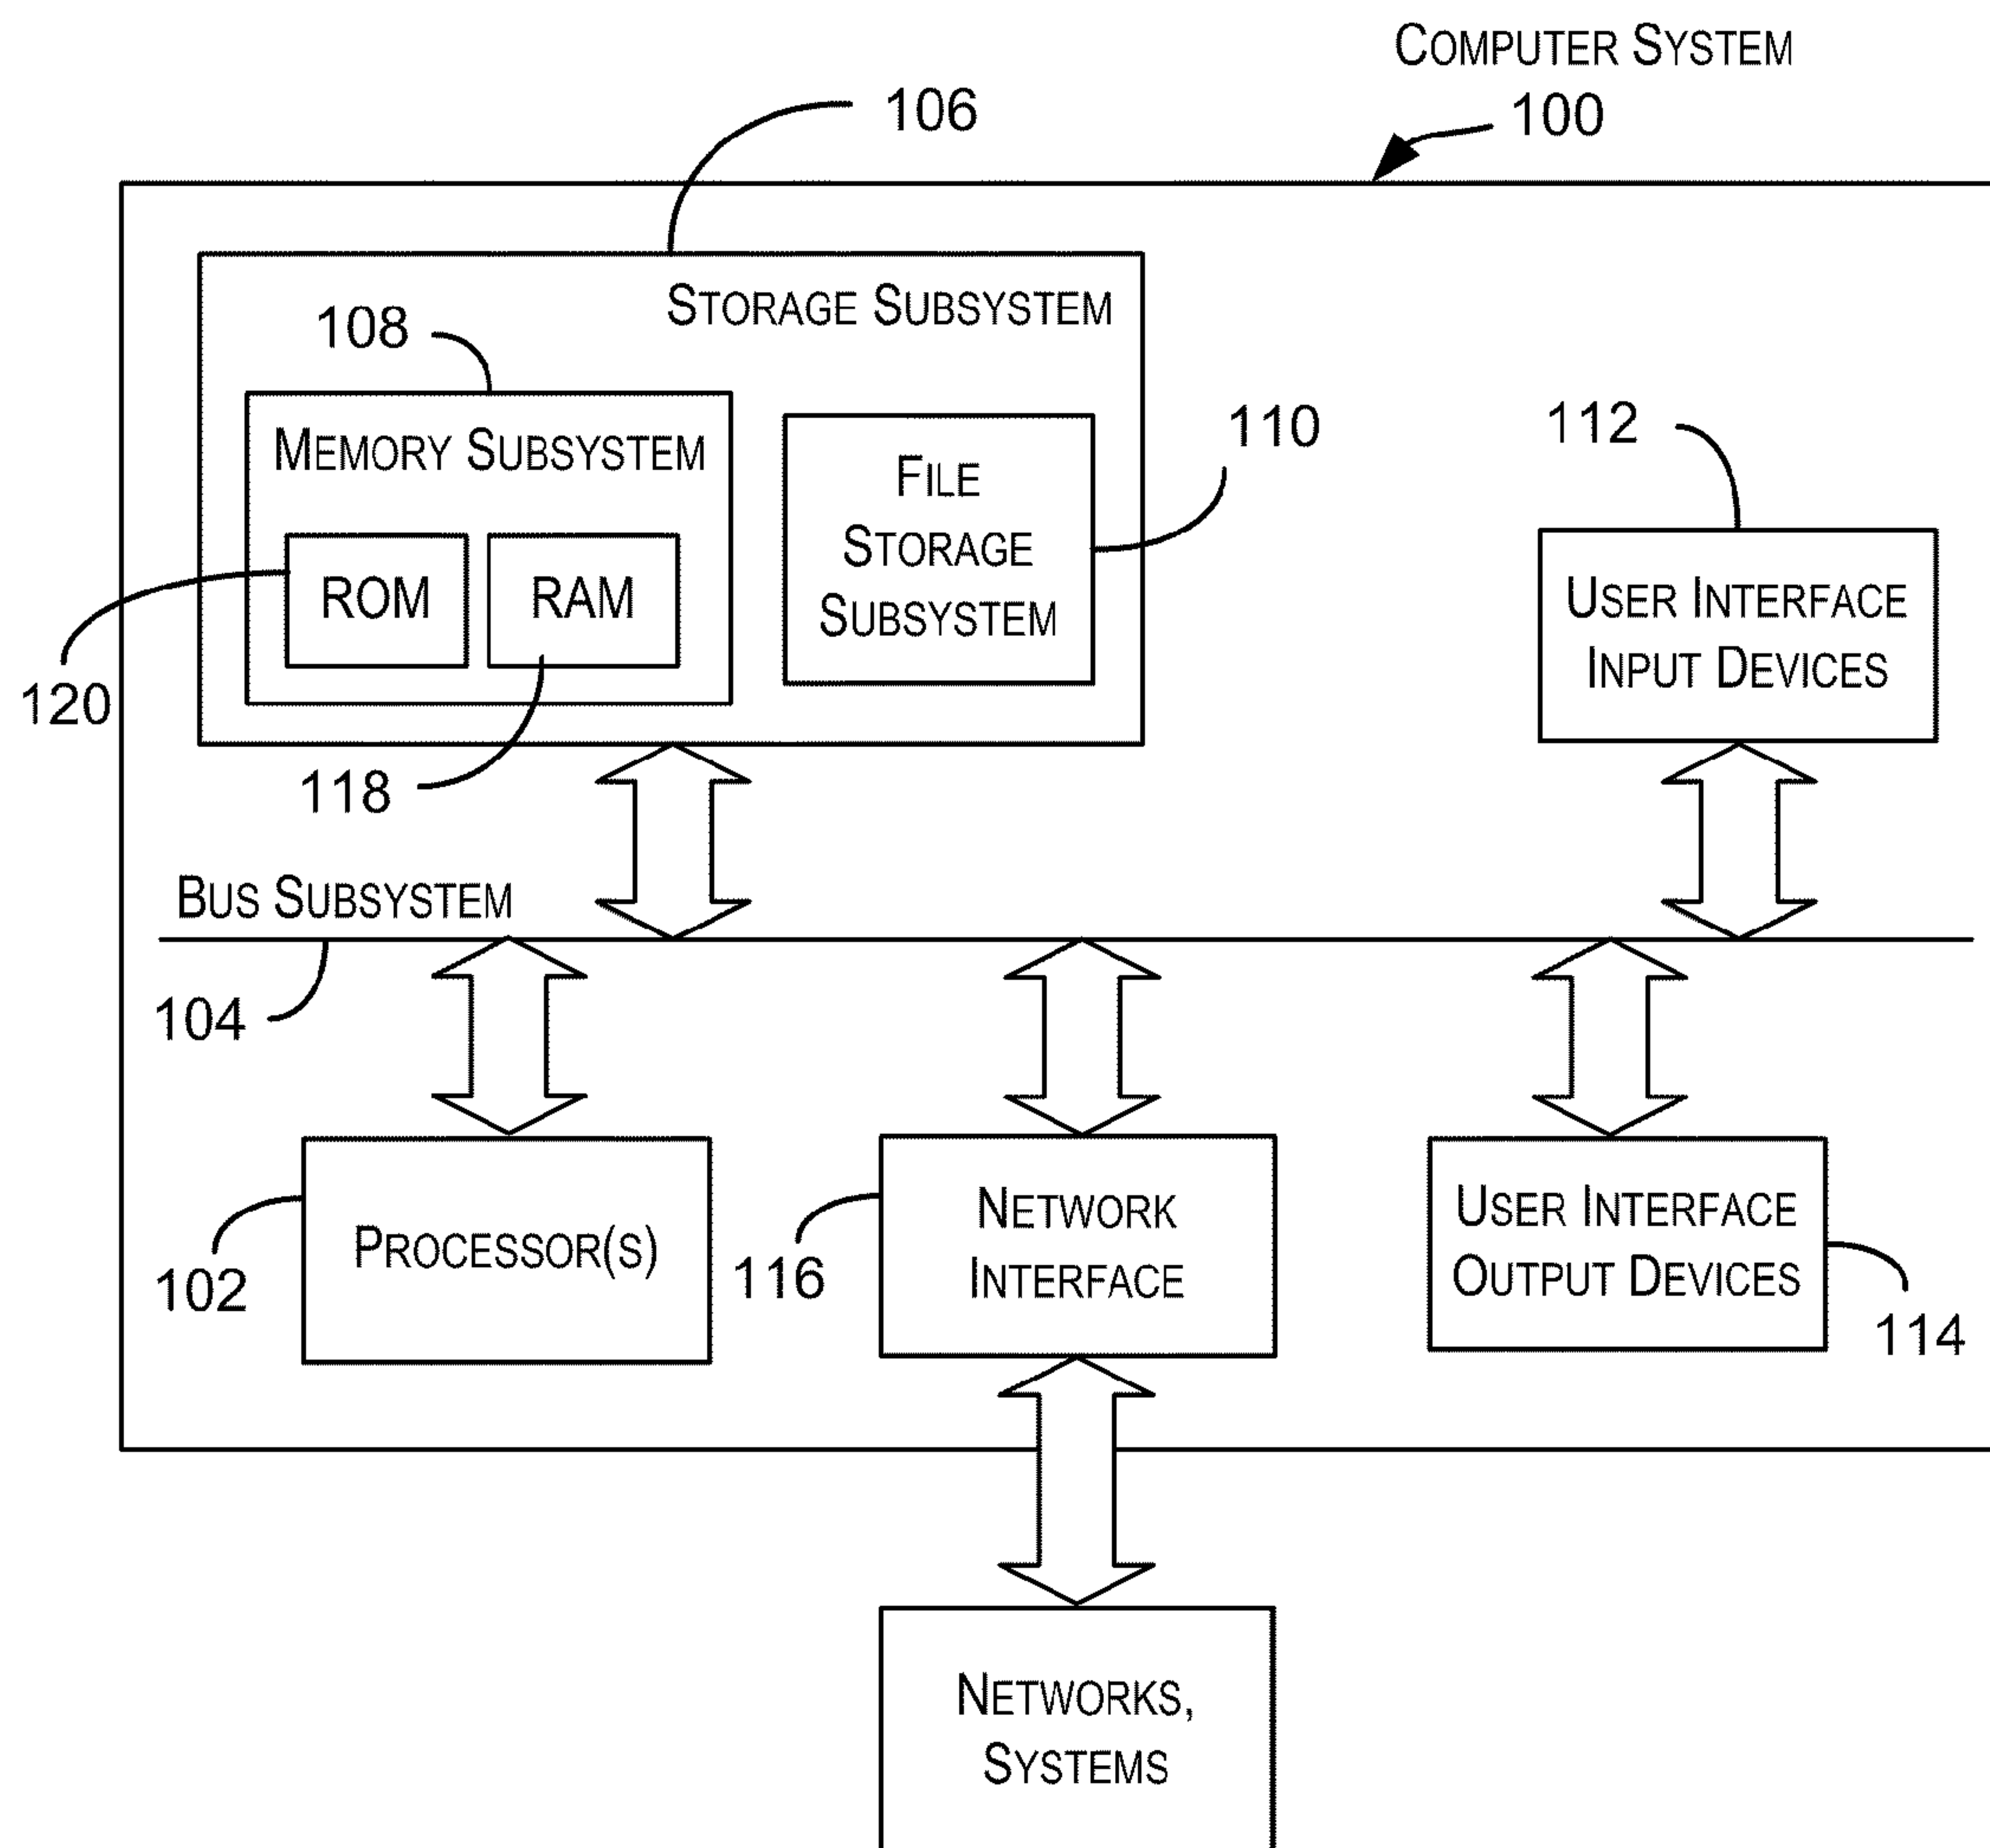 COMPUTER SYSTEM
100
106
STORAGE SUBSYSTEM
108
MEMORY SUBSYSTEM
110
112
FILE
STORAGE
SUBSYSTEM
ROM
RAM
USER INTERFACE
INPUT DEVICES
120
118
BUS SUBSYSTEM
104
PROCESSOR(S)
102
NETWORK
INTERFACE
116
USER INTERFACE
OUTPUT DEVICES
114
NETWORKS,
SYSTEMS